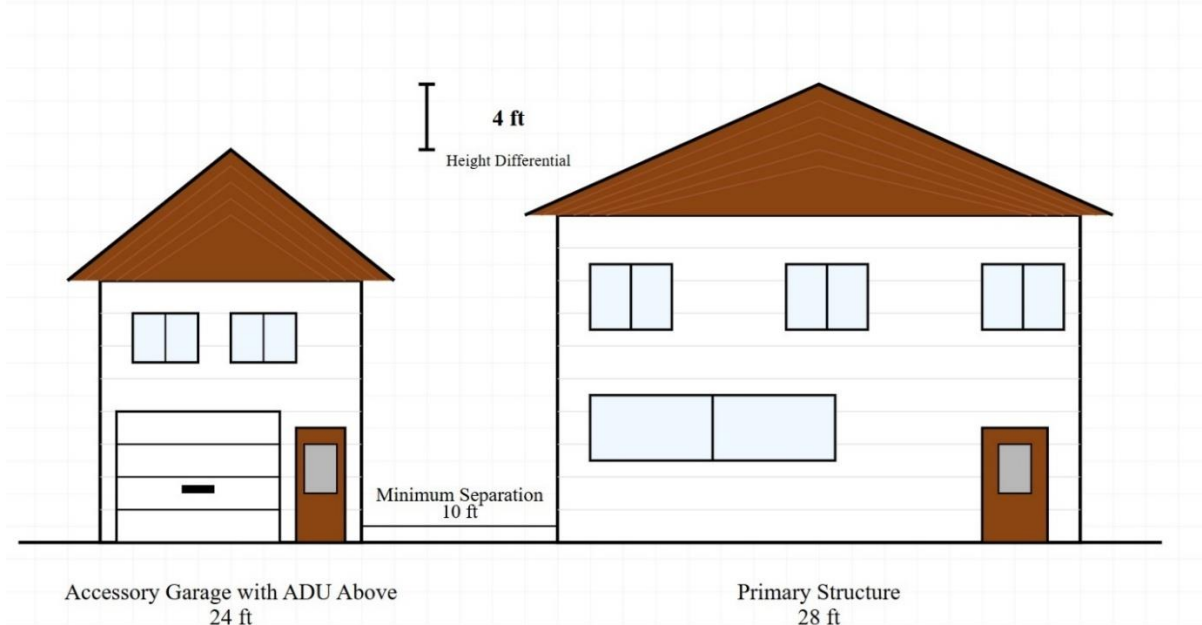 4 ft
Height Differential
Minimum Separation
10 ft
Accessory Garage with ADU Above
24 ft
Primary Structure
28 ft